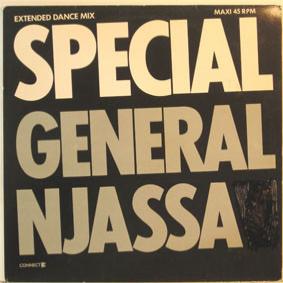 EXTENDED DANCE MIX
MAXI 45 RPM
SPECIAL
GENERAL
NJASSA
CONNECT